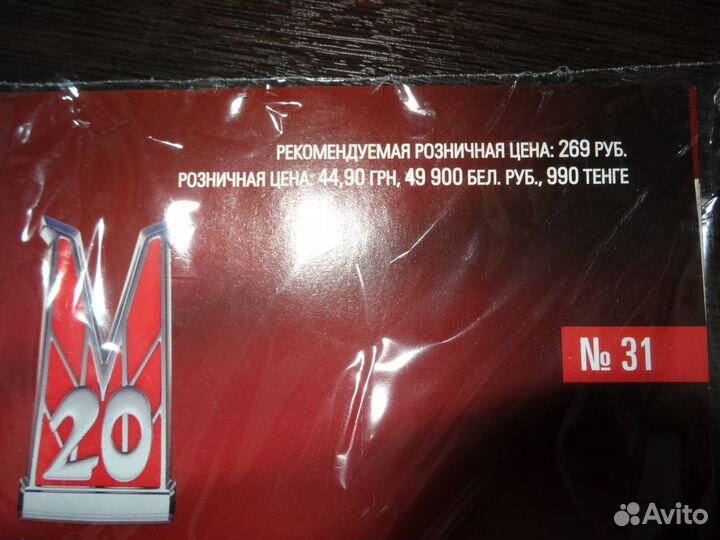 РЕКОМЕНДУЕМАЯ РОЗНИЧНАЯ ЦЕНА: 269 РУБ.
РОЗНИЧНАЯ ЦЕНА: 44,90 ГРН, 49 900 БЕЛ. РУБ., 990 ТЕНГЕ
№ 31
М
20
Avito